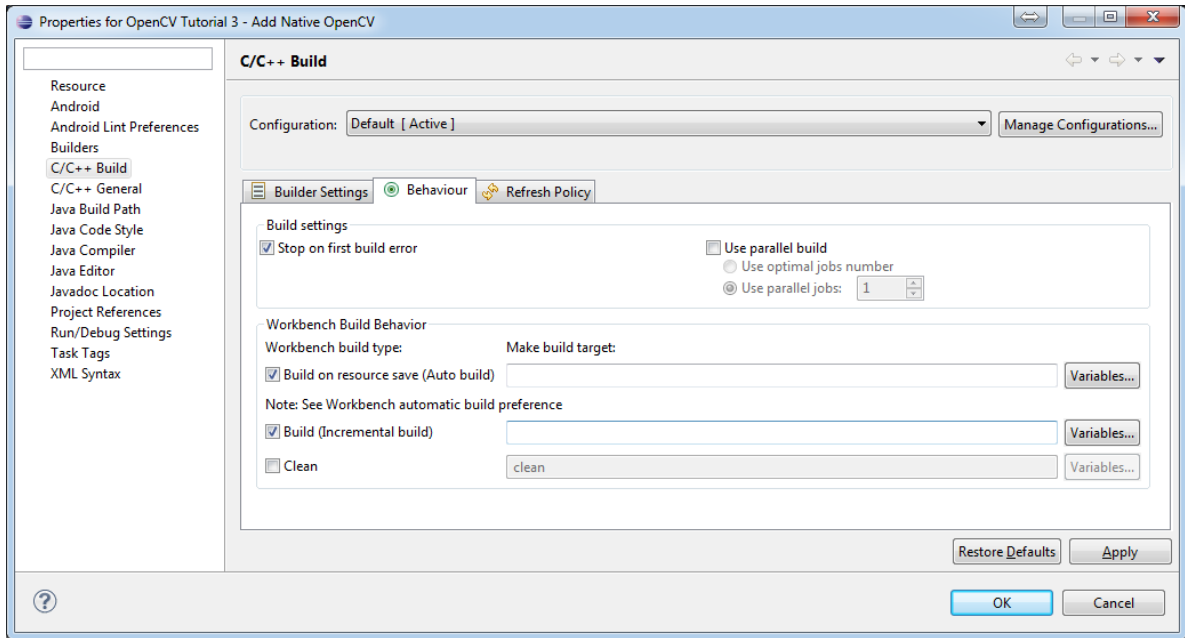 Properties for OpenCV Tutorial 3 - Add Native OpenCV
Resource
Android
Android Lint Preferences
Builders
C/C++ Build
C/C++ General
Java Build Path
Java Code Style
Java Compiler
Java Editor
Javadoc Location
Project References
Run/Debug Settings
Task Tags
XML Syntax
C/C++ Build
Configuration: Default [ Active ] Manage Configurations...
Builder Settings Behaviour Refresh Policy
Build settings
Stop on first build error Use parallel build
Use optimal jobs number
Use parallel jobs: 1
Workbench Build Behavior
Workbench build type: Make build target:
Build on resource save (Auto build) Variables...
Note: See Workbench automatic build preference
Build (Incremental build) Variables...
Clean clean Variables...
Restore Defaults Apply
? OK Cancel